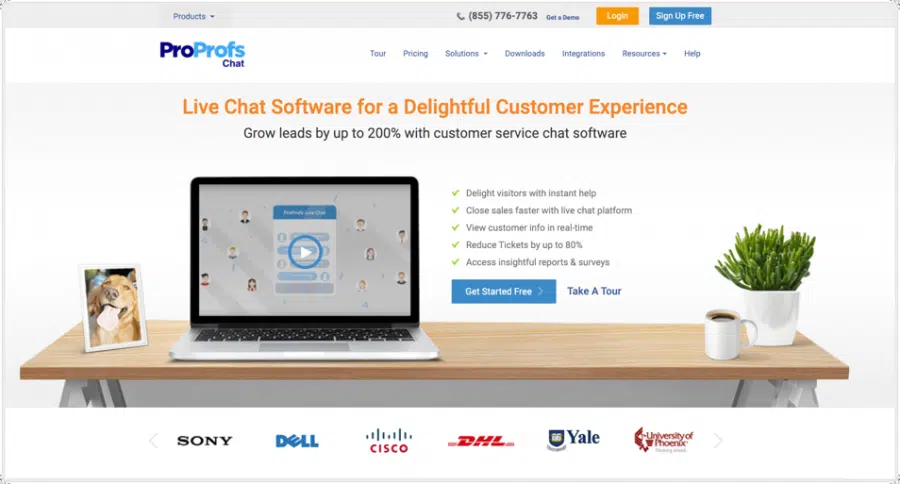 Products
(855) 776-7763
Get a Demo
Login
Sign Up Free
ProProfs
Chat
Tour
Pricing
Solutions
Downloads
Integrations
Resources
Help
Live Chat Software for a Delightful Customer Experience
Grow leads by up to 200% with customer service chat software
ProProfs Live Chat
Delight visitors with instant help
Close sales faster with live chat platform
View customer info in real-time
Reduce Tickets by up to 80%
Access insightful reports & surveys
Get Started Free
Take A Tour
SONY
DELL
CISCO
DHL
Yale
University of
Phoenix